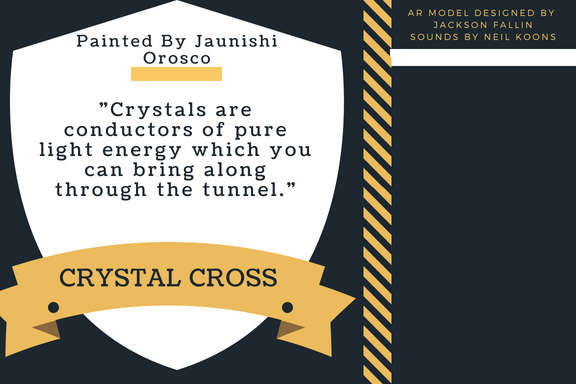 Painted By Jaunishi
Orosco
”Crystals are
conductors of pure
light energy which you
can bring along
through the tunnel.”
CRYSTAL CROSS
AR MODEL DESIGNED BY
JACKSON FALLIN
SOUNDS BY NEIL KOONS